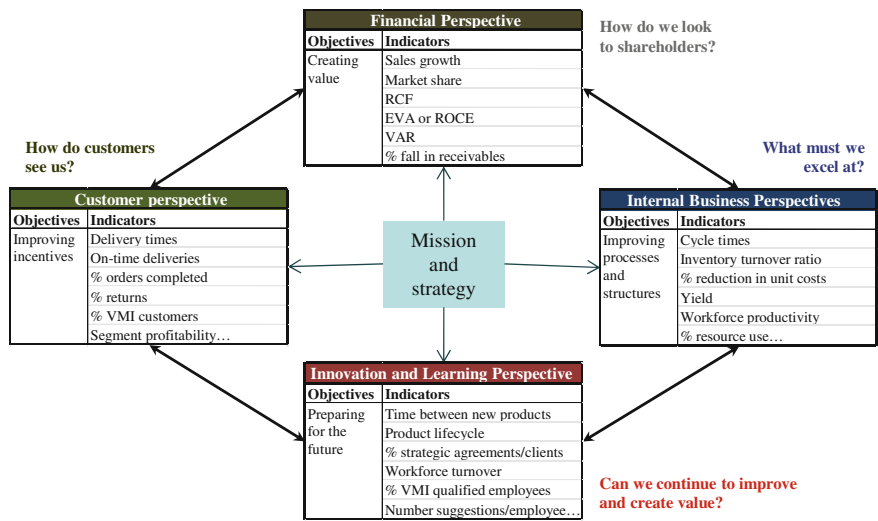 Financial Perspective
Objectives Indicators
Creating value
Sales growth
Market share
RCF
EVA or ROCE
VAR
% fall in receivables
How do we look
to shareholders?
How do customers
see us?
What must we
excel at?
Customer perspective
Objectives Indicators
Improving
incentives
Delivery times
On-time deliveries
% orders completed
% returns
% VMI customers
Segment profitability…
Mission
and
strategy
Internal Business Perspectives
Objectives Indicators
Improving
processes
and
structures
Cycle times
Inventory turnover ratio
% reduction in unit costs
Yield
Workforce productivity
% resource use…
Innovation and Learning Perspective
Objectives Indicators
Preparing
for the
future
Time between new products
Product lifecycle
% strategic agreements/clients
Workforce turnover
% VMI qualified employees
Number suggestions/employee…
Can we continue to improve
and create value?